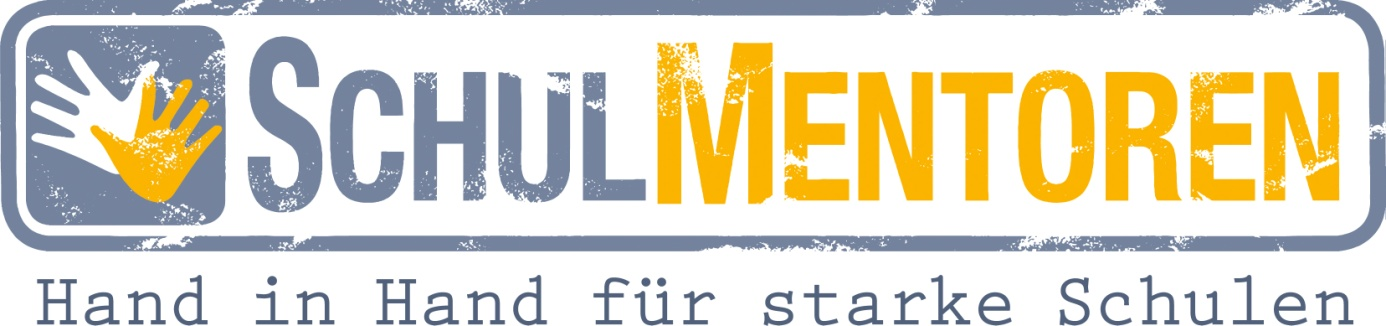 SCHULMENTOREN
Hand in Hand für starke Schulen